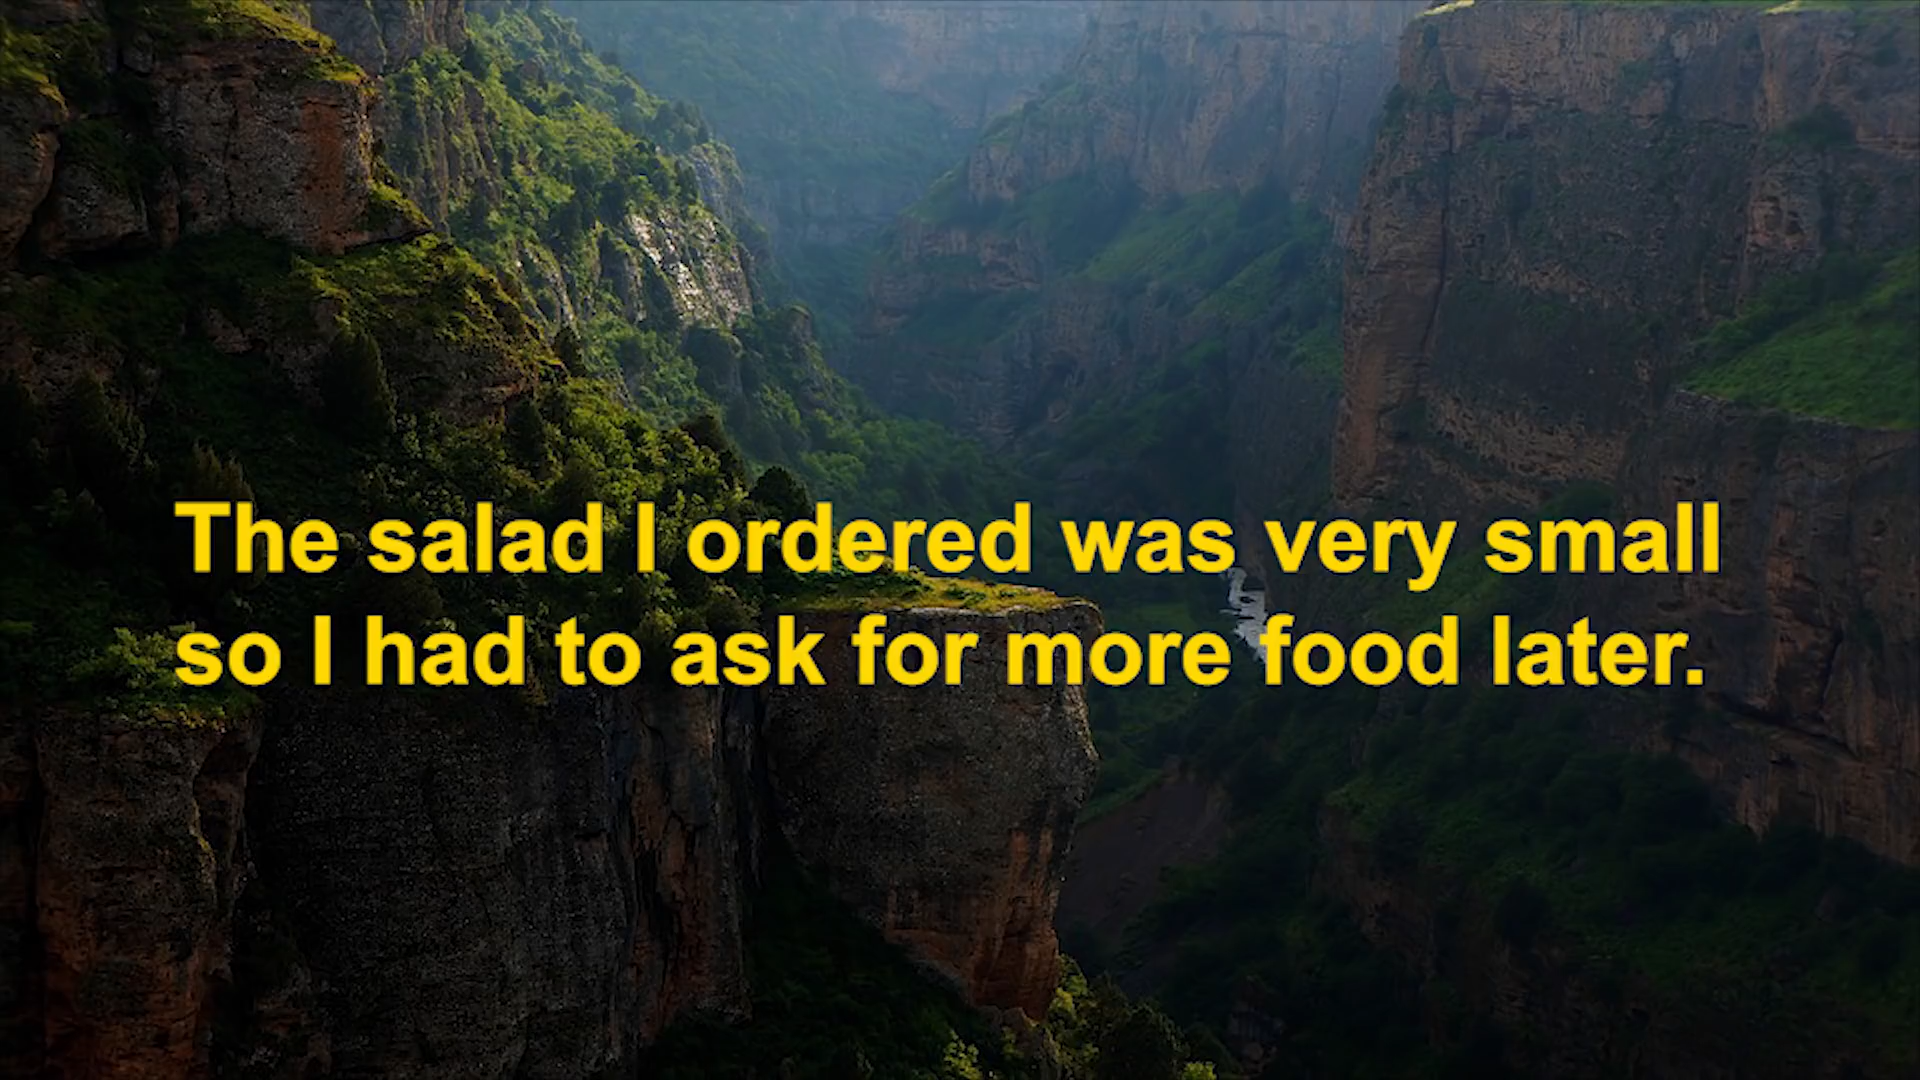 The salad I ordered was very small
so I had to ask for more food later.